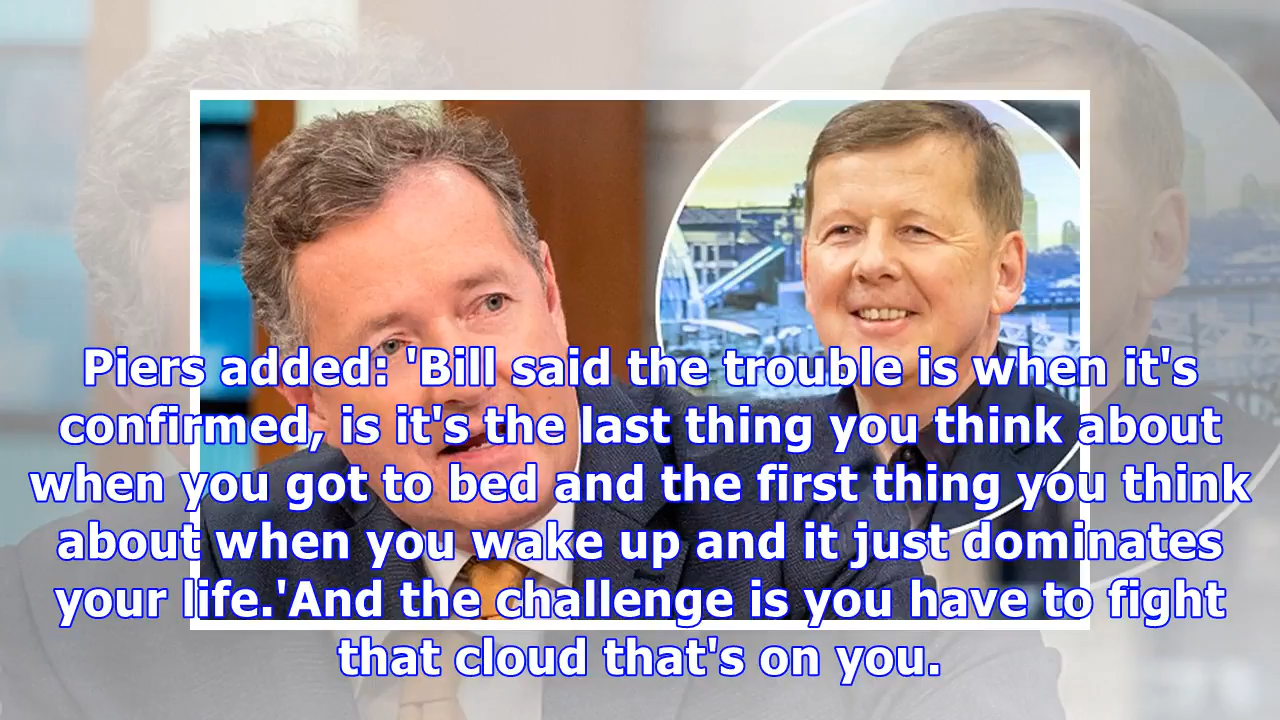 Piers added: 'Bill said the trouble is when it's
confirmed, is it's the last thing you think about
when you got to bed and the first thing you think
about when you wake up and it just dominates
your life.'And the challenge is you have to fight
that cloud that's on you.